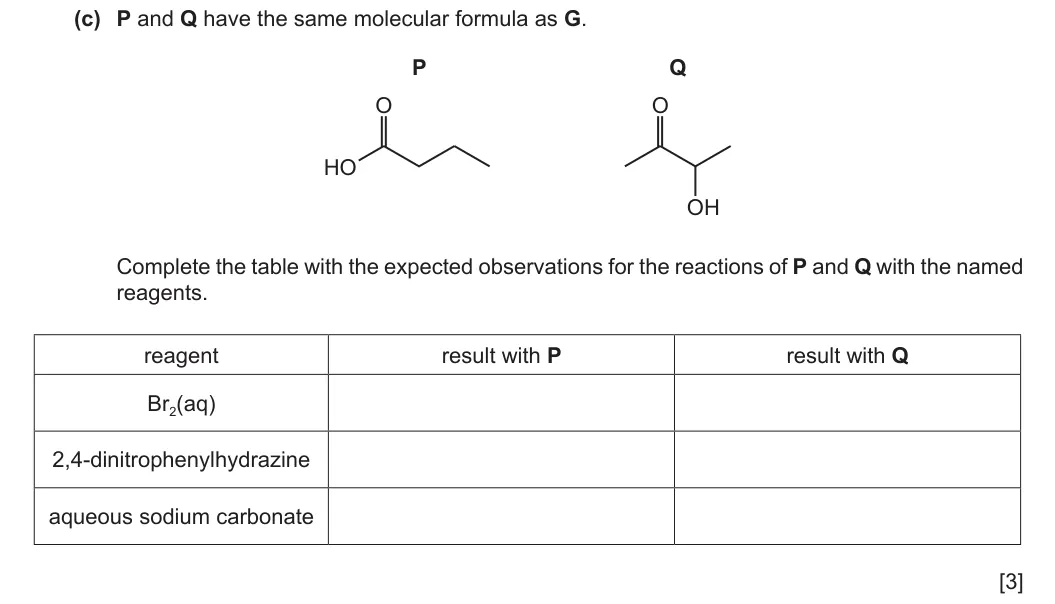 (c) P and Q have the same molecular formula as G.
P
Q
O
O
HO
OH
Complete the table with the expected observations for the reactions of P and Q with the named
reagents.
reagent
result with P
result with Q
Br₂(aq)
2,4-dinitrophenylhydrazine
aqueous sodium carbonate
[3]